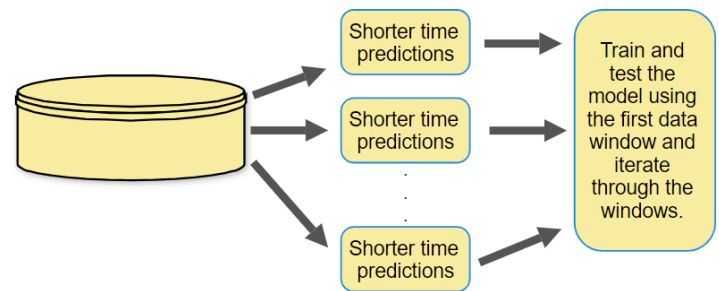 Shorter time
predictions
Shorter time
predictions
.
.
.
Shorter time
predictions
Train and
test the
model using
the first data
window and
iterate
through the
windows.